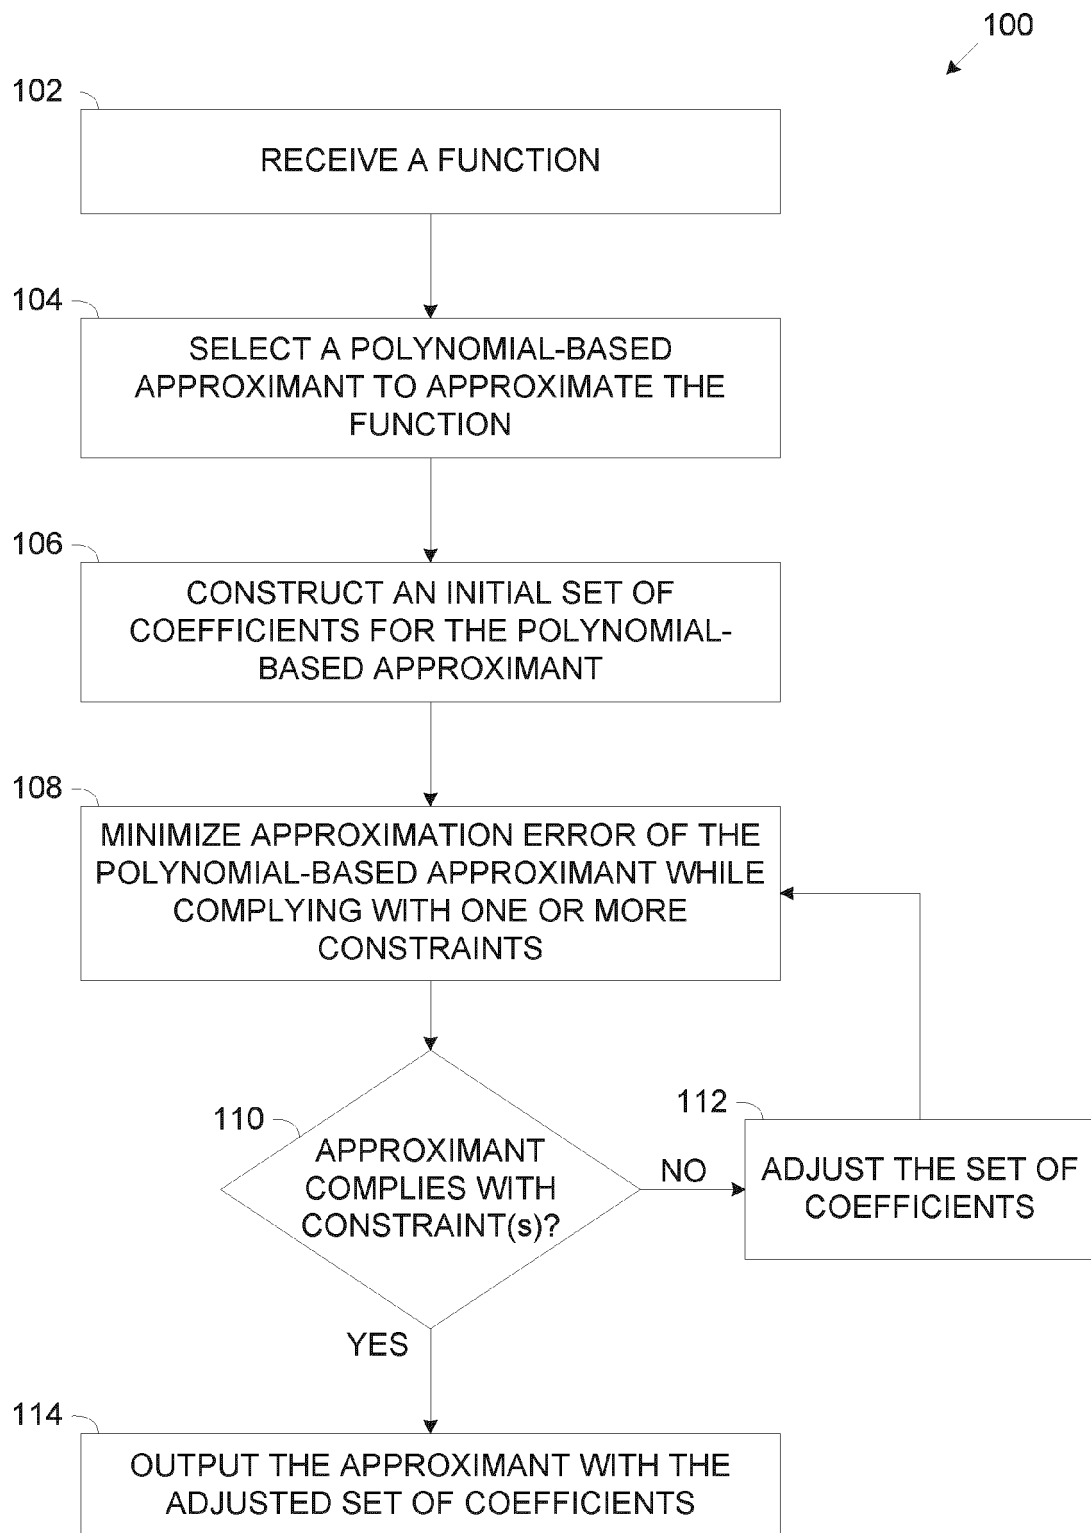 100
102
RECEIVE A FUNCTION
104
SELECT A POLYNOMIAL-BASED
APPROXIMANT TO APPROXIMATE THE
FUNCTION
106
CONSTRUCT AN INITIAL SET OF
COEFFICIENTS FOR THE POLYNOMIAL-
BASED APPROXIMANT
108
MINIMIZE APPROXIMATION ERROR OF THE
POLYNOMIAL-BASED APPROXIMANT WHILE
COMPLYING WITH ONE OR MORE
CONSTRAINTS
110
APPROXIMANT
COMPLIES WITH
CONSTRAINT(s)?
NO
112
ADJUST THE SET OF
COEFFICIENTS
YES
114
OUTPUT THE APPROXIMANT WITH THE
ADJUSTED SET OF COEFFICIENTS